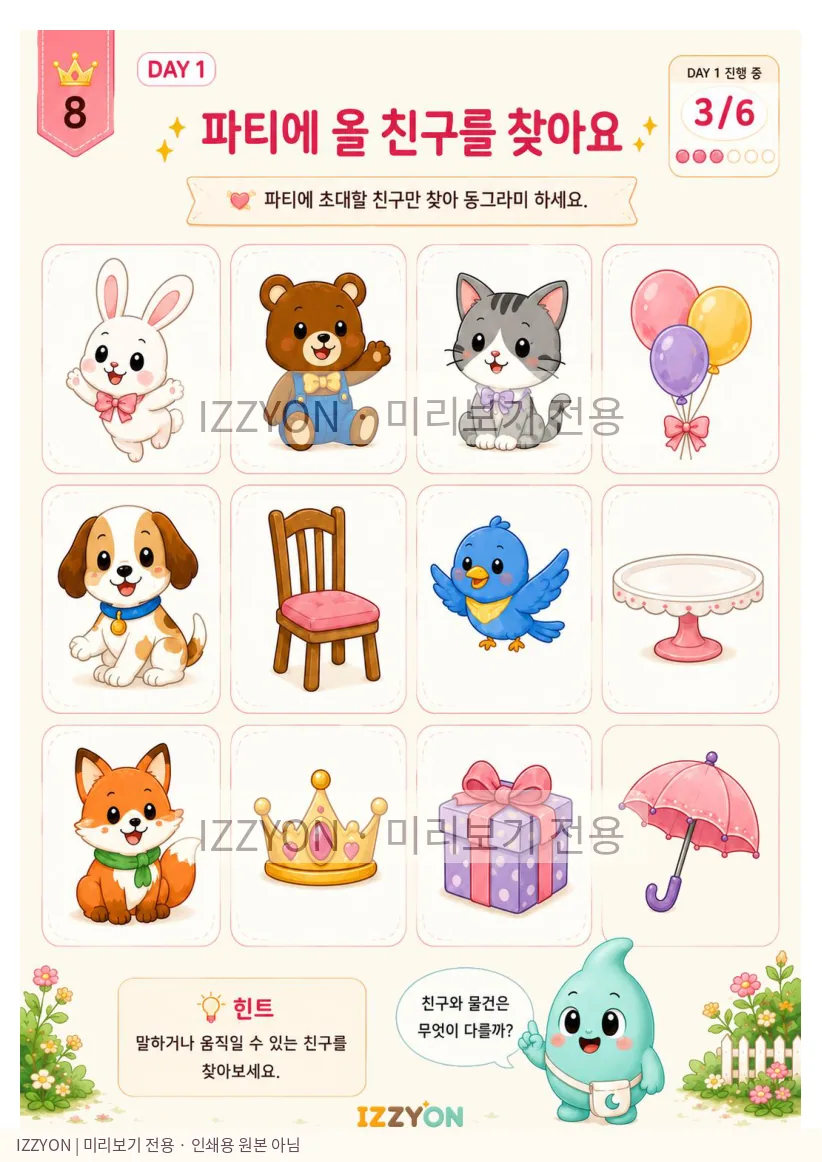 8
DAY 1
DAY 1 진행 중
3/6
파티에 올 친구를 찾아요
파티에 초대할 친구만 찾아 동그라미 하세요.
IZZYON · 미리보기 전용
IZZYON · 미리보기 전용
힌트
말하거나 움직일 수 있는 친구를
찾아보세요.
친구와 물건은
무엇이 다를까?
IZZYON
IZZYON | 미리보기 전용 · 인쇄용 원본 아님